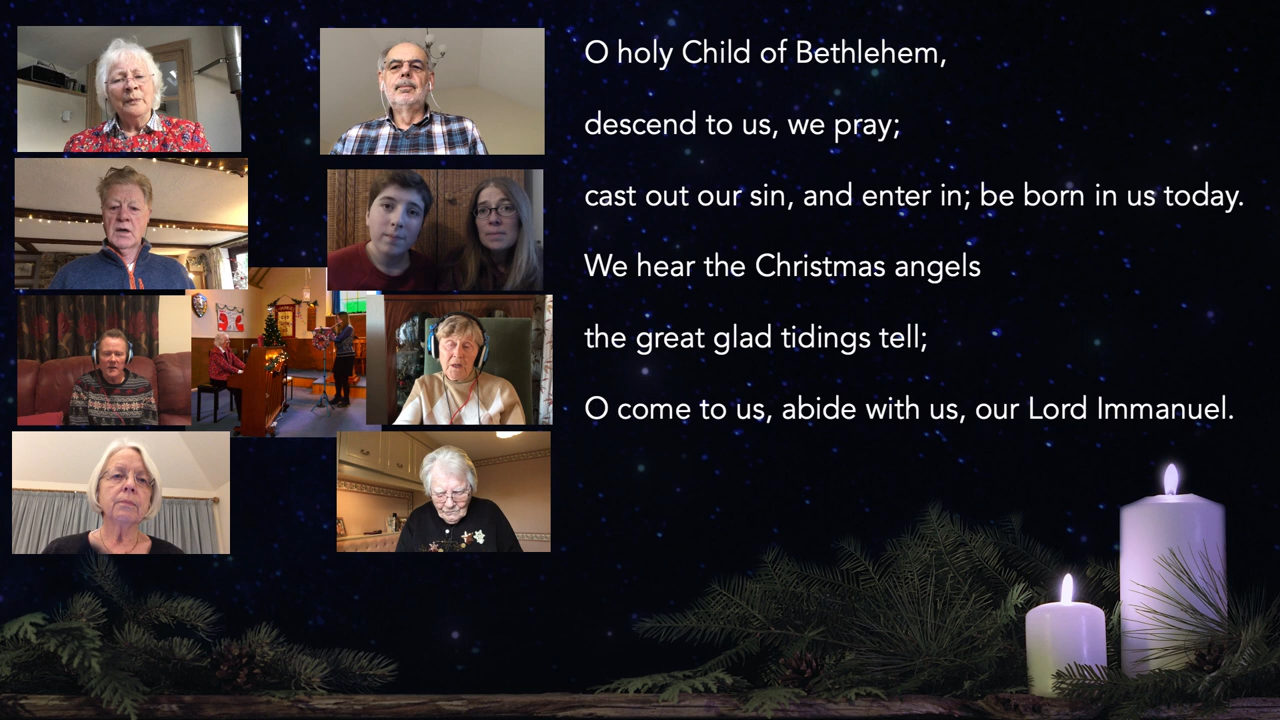 O holy Child of Bethlehem,
descend to us, we pray;
cast out our sin, and enter in; be born in us today.
We hear the Christmas angels
the great glad tidings tell;
O come to us, abide with us, our Lord Immanuel.